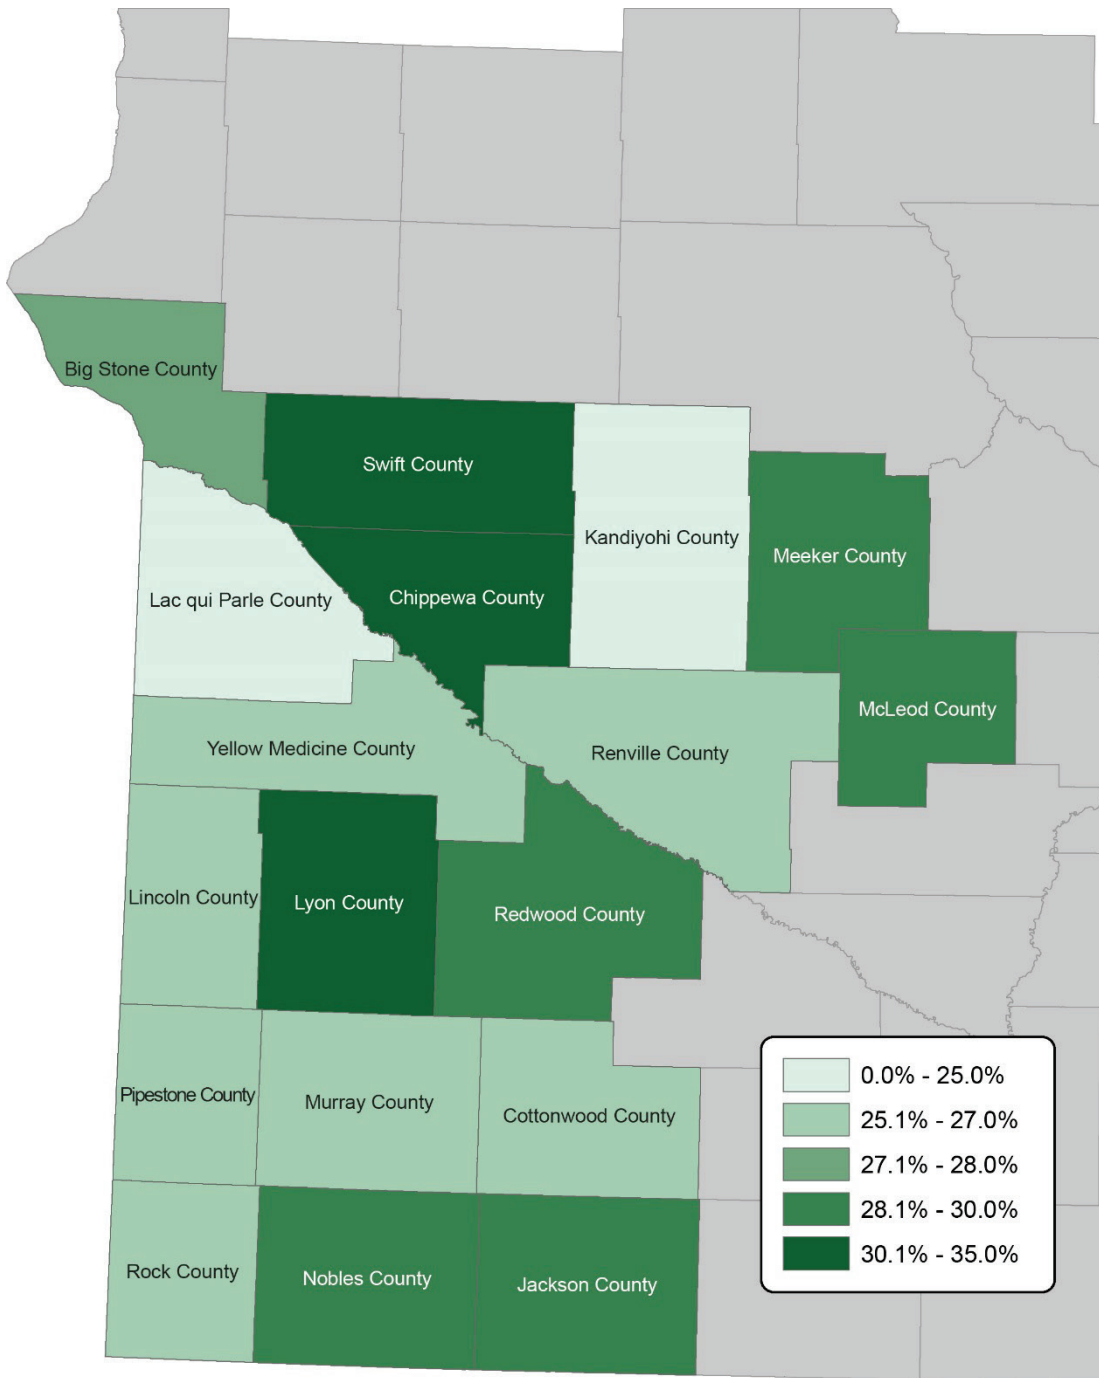 Big Stone County
Swift County
Kandiyohi County
Meeker County
Lac qui Parle County
Chippewa County
McLeod County
Yellow Medicine County
Renville County
Lincoln County
Lyon County
Redwood County
Pipestone County
Murray County
Cottonwood County
Rock County
Nobles County
Jackson County
0.0% - 25.0%
25.1% - 27.0%
27.1% - 28.0%
28.1% - 30.0%
30.1% - 35.0%